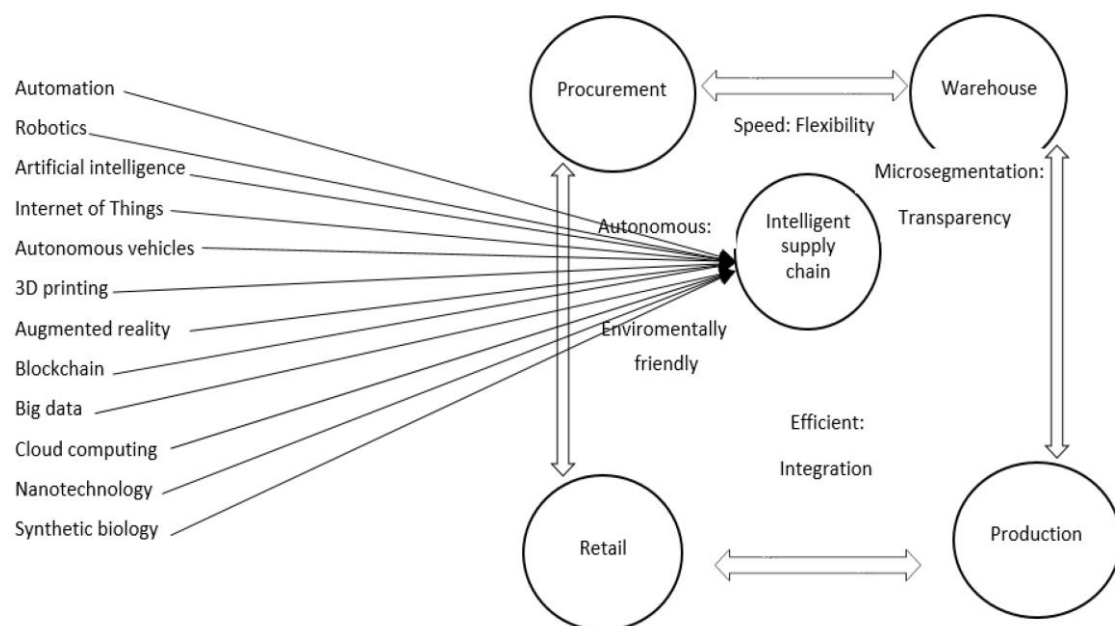 Automation
Robotics
Artificial intelligence
Internet of Things
Autonomous vehicles
3D printing
Augmented reality
Blockchain
Big data
Cloud computing
Nanotechnology
Synthetic biology
Procurement
Warehouse
Speed: Flexibility
Microsegmentation:
Transparency
Autonomous:
Intelligent
supply
chain
Enviromentally
friendly
Efficient:
Integration
Retail
Production